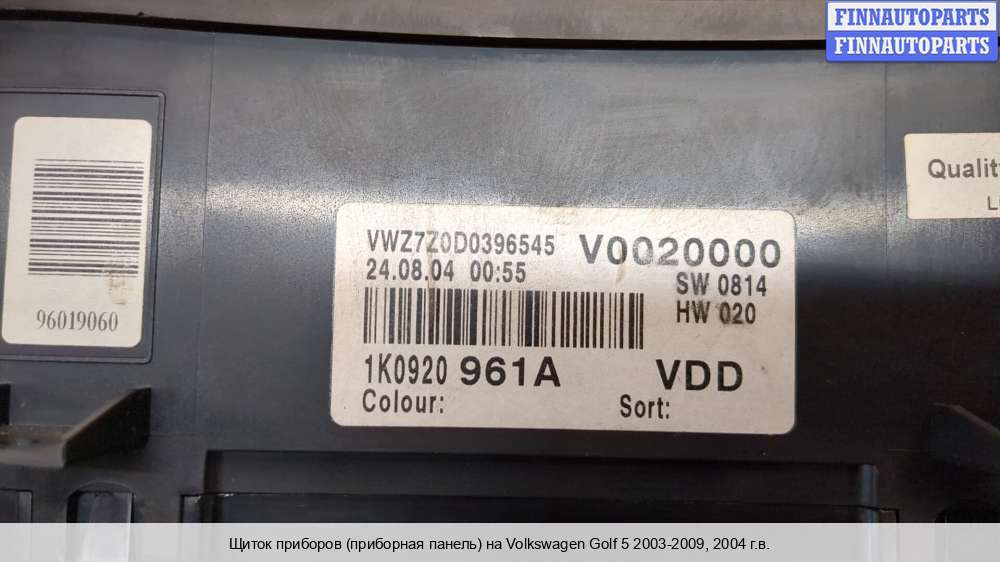 FINNAUTOPARTS
FINNAUTOPARTS
Qualit
96019060
VWZ7Z0D0396545 V0020000
24.08.04 00:55 SW 0814
HW 020
1K0920 961A VDD
Colour: Sort:
Щиток приборов (приборная панель) на Volkswagen Golf 5 2003-2009, 2004 г.в.